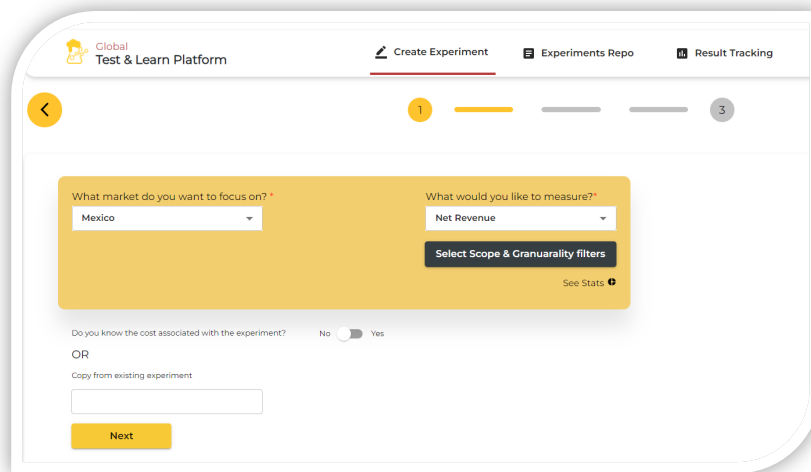 Global
Test & Learn Platform
Create Experiment
Experiments Repo
Result Tracking
1
3
What market do you want to focus on? *
What would you like to measure?*
Mexico
Net Revenue
Select Scope & Granuarality filters
See Stats
Do you know the cost associated with the experiment?
No
Yes
OR
Copy from existing experiment
Next